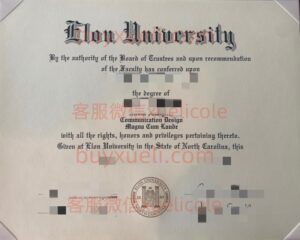 Elon University
By the authority of the Board of Trustees and upon recommendation
of the Faculty has conferred upon
the degree of
客服微信
Communication Design
Magna Cum Laude
with all the rights, honors and privileges pertaining thereto.
Given at Elon University in the State of North Carolina, this
buyxueli.com
客服微信